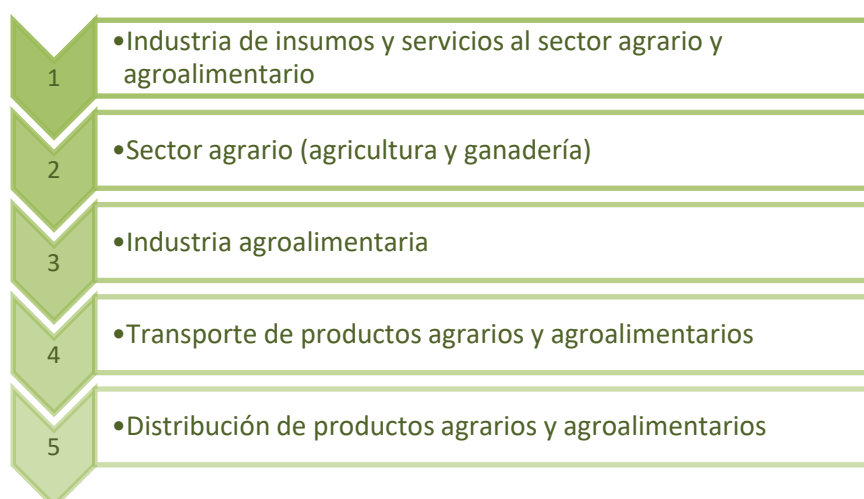 1
•Industria de insumos y servicios al sector agrario y
agroalimentario
2
•Sector agrario (agricultura y ganadería)
3
•Industria agroalimentaria
4
•Transporte de productos agrarios y agroalimentarios
5
•Distribución de productos agrarios y agroalimentarios